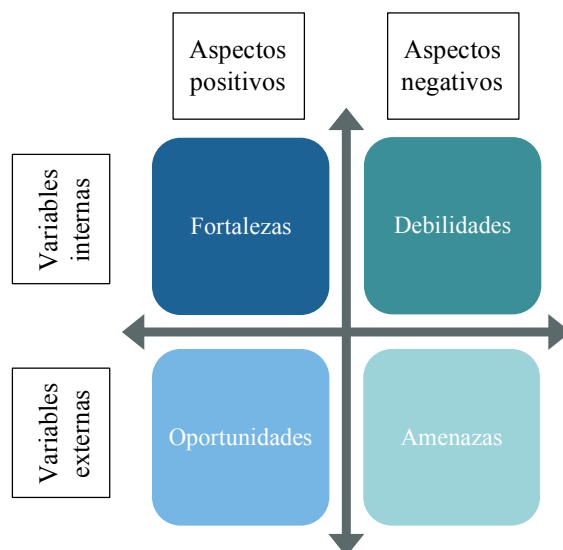 Aspectos
positivos
Aspectos
negativos
Variables
internas
Fortalezas
Debilidades
Variables
externas
Oportunidades
Amenazas